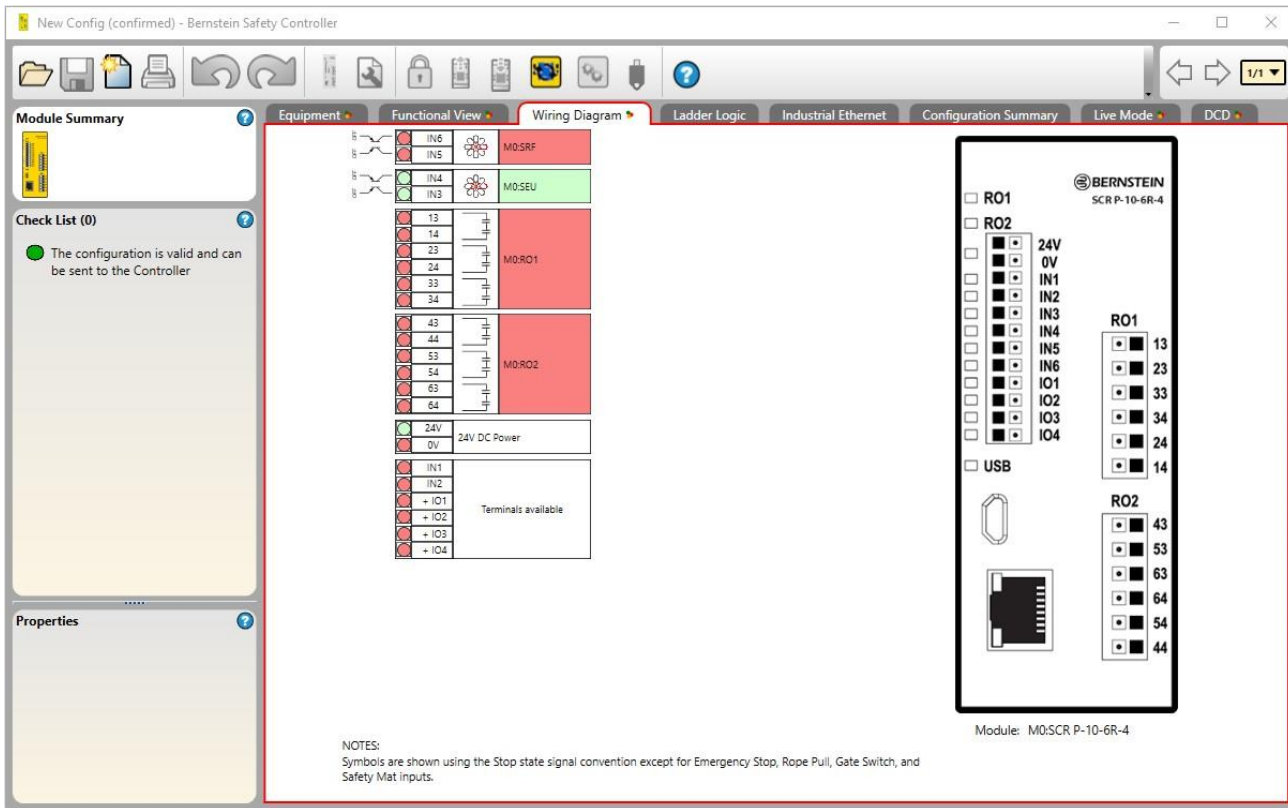 New Config (confirmed) - Bernstein Safety Controller
1/1
Module Summary
Equipment
Functional View
Wiring Diagram
Ladder Logic
Industrial Ethernet
Configuration Summary
Live Mode
DCD
Check List (0)
The configuration is valid and can
be sent to the Controller
Properties
IN6
IN5
M0:SRF
IN4
IN3
M0:SEU
13
14
23
24
33
34
M0:RO1
43
44
53
54
63
64
M0:RO2
24V
0V
24V DC Power
IN1
IN2
+ IO1
+ IO2
+ IO3
+ IO4
Terminals available
BERNSTEIN
SCR P-10-6R-4
RO1
RO2
24V
0V
IN1
IN2
IN3
IN4
IN5
IN6
IO1
IO2
IO3
IO4
USB
RO1
13
23
33
34
24
14
RO2
43
53
63
64
54
44
Module: M0:SCR P-10-6R-4
NOTES:
Symbols are shown using the Stop state signal convention except for Emergency Stop, Rope Pull, Gate Switch, and
Safety Mat inputs.